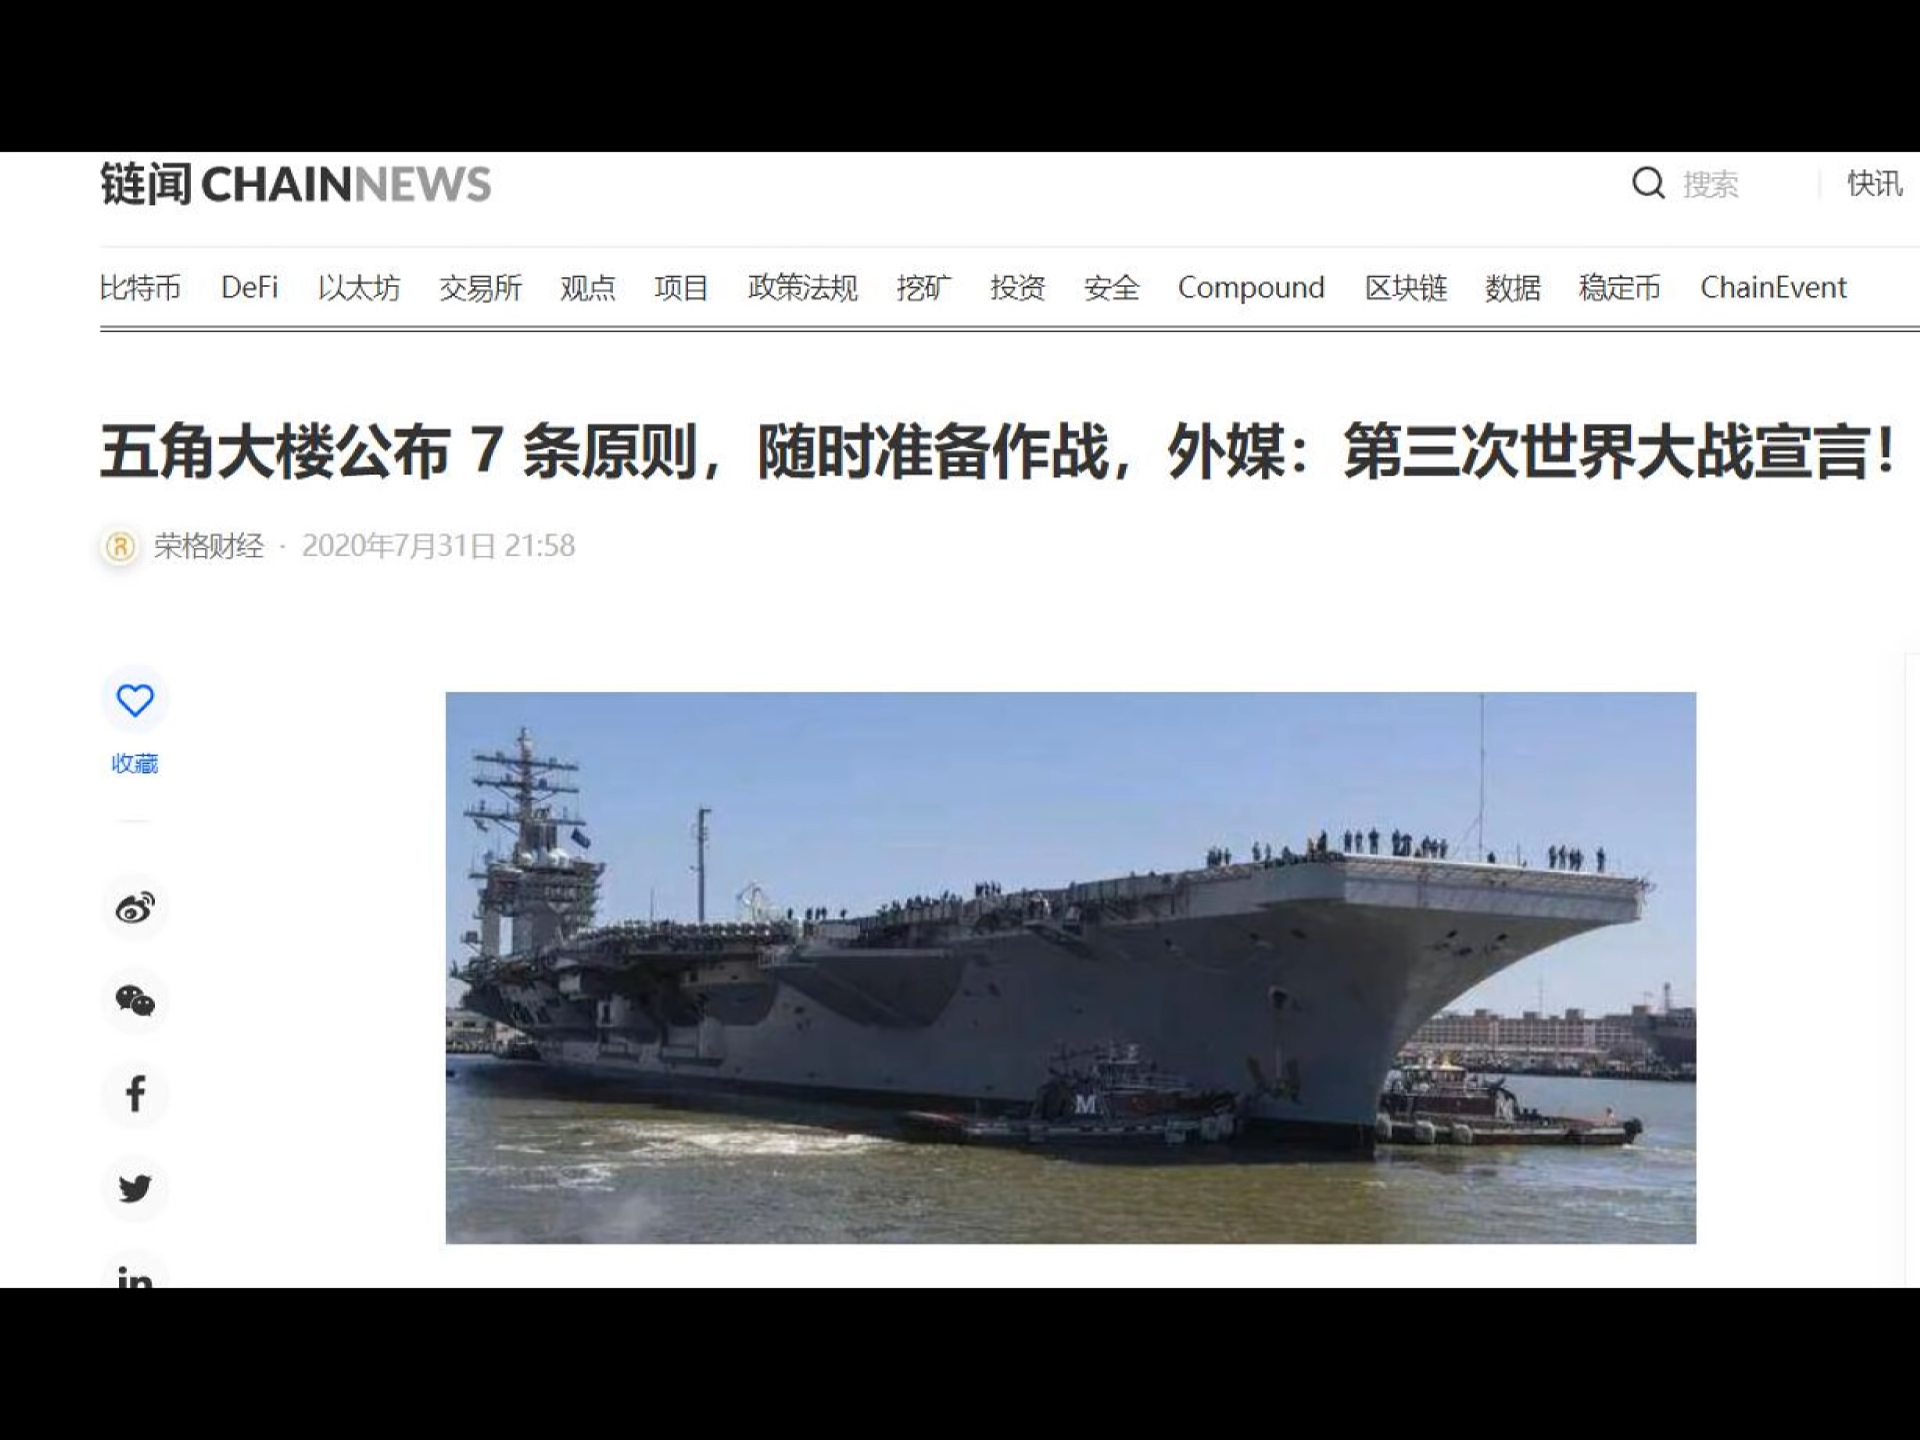 链闻 CHAINNEWS 搜索 快讯
比特币 DeFi 以太坊 交易所 观点 项目 政策法规 挖矿 投资 安全 Compound 区块链 数据 稳定币 ChainEvent
五角大楼公布 7 条原则，随时准备作战，外媒：第三次世界大战宣言！
荣格财经 · 2020年7月31日 21:58
收藏
M